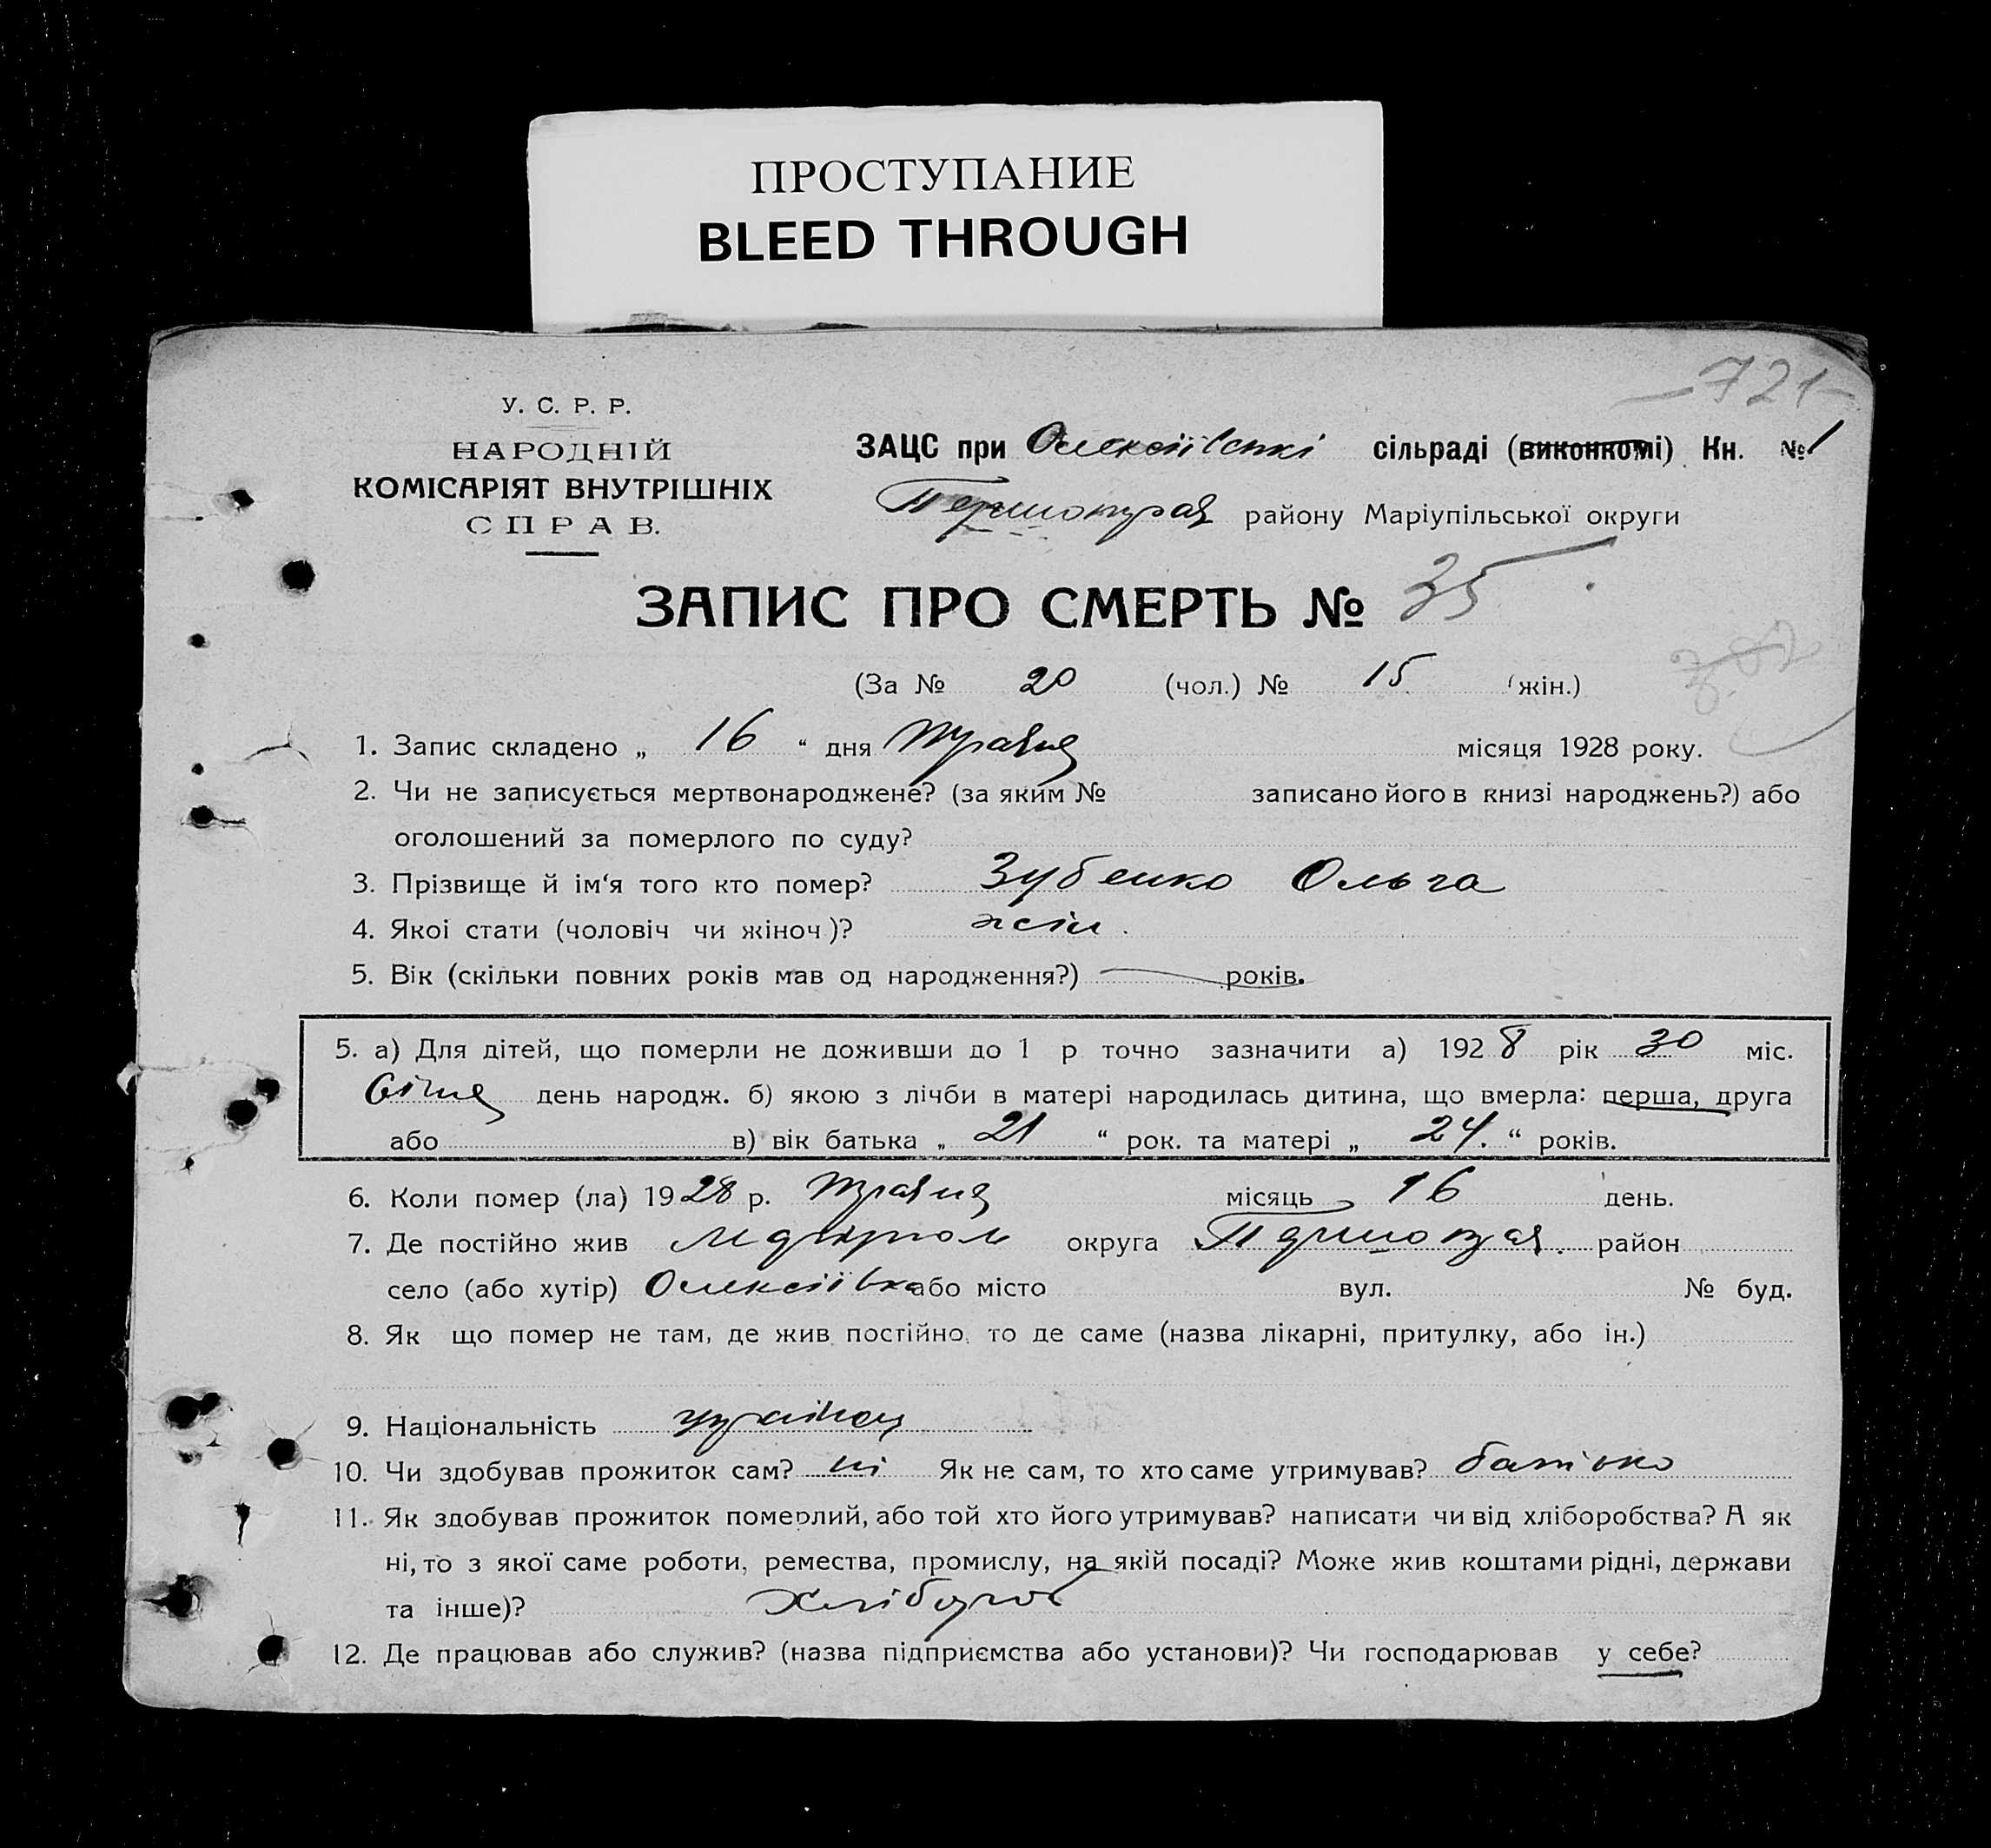 ПРОСТУПАНИЕ
BLEED THROUGH
-721-
У. С. Р. Р.
НАРОДНІЙ
КОМІСАРІЯТ ВНУТРІШНІХ
СПРАВ.
ЗАЦС при Олексіївскі сільраді (виконкомі) Кн. № 1
району Маріупільської округи
ЗАПИС ПРО СМЕРТЬ № 35
(За № 20 (чол.) № 15 (жін.)
1. Запис складено „ 16 “ дня травня місяця 1928 року.
2. Чи не записується мертвонароджене? (за яким № записано його в книзі народжень?) або
оголошений за померлого по суду?
3. Прізвище й ім‘я того кто помер? Зубенко Ольга
4. Якоі стати (чоловіч чи жіноч)? жін.
5. Вік (скільки повних років мав од народження?) років.
5. а) Для дітей, що померли не доживши до 1 р точно зазначити а) 1928 рік 30 міс.
січня день народж. б) якою з лічби в матері народилась дитина, що вмерла: перша, друга
або в) вік батька „ 21 “ рок. та матері „ 24. “ років.
6. Коли помер (ла) 1928 р. травня місяць 16 день.
7. Де постійно жив округа район
село (або хутір) Олексіївка або місто вул. № буд.
8. Як що помер не там, де жив постійно, то де саме (назва лікарні, притулку, або ін.)
9. Національність
10. Чи здобував прожиток сам? ні Як не сам, то хто саме утримував? батько
11. Як здобував прожиток померлий, або той хто його утримував? написати чи від хліборобства? А як
ні, то з якої саме роботи, ремества, промислу, на якій посаді? Може жив коштами рідні, держави
та інше)? Хлібороб
12. Де працював або служив? (назва підприємства або установи)? Чи господарював у себе?